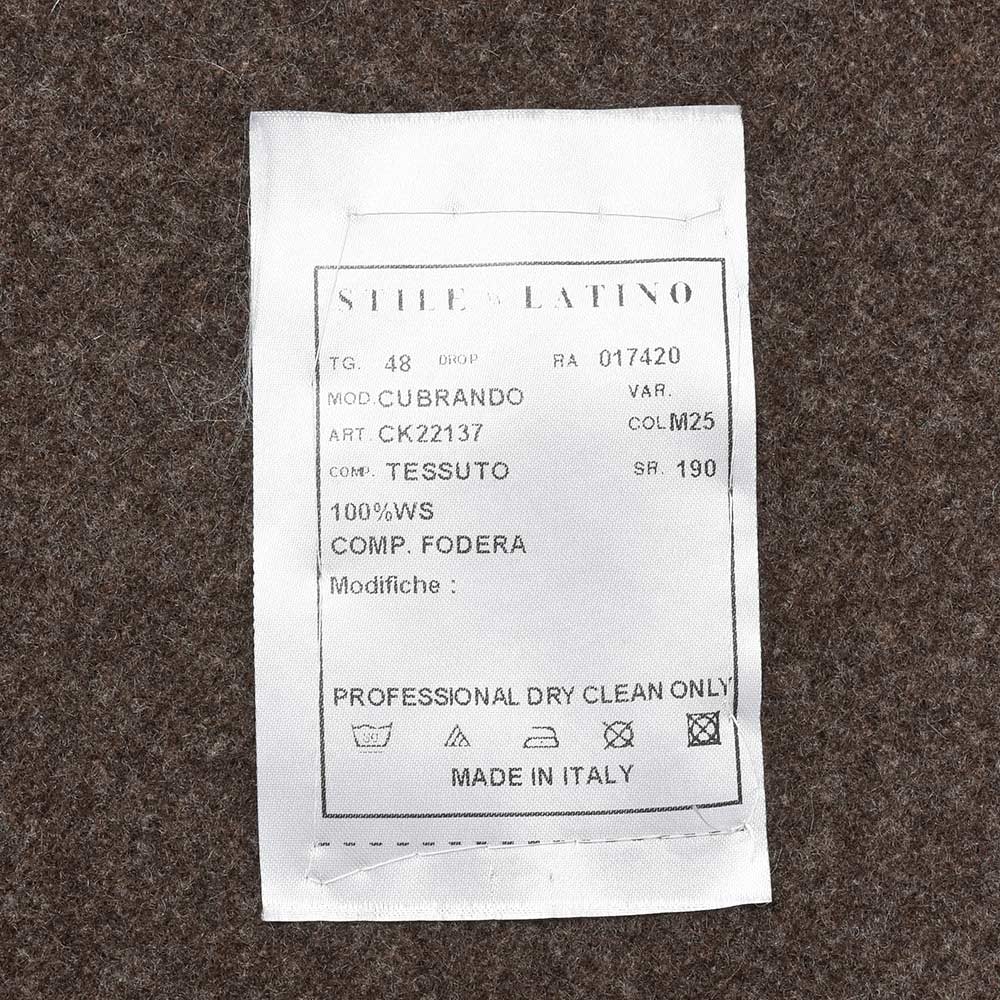 STILE LATINO
TG. 48 DROP RA 017420
MOD. CUBRANDO VAR.
ART. CK22137 COL M25
COMP. TESSUTO SR. 190
100%WS
COMP. FODERA
Modifiche :
PROFESSIONAL DRY CLEAN ONLY
30
MADE IN ITALY